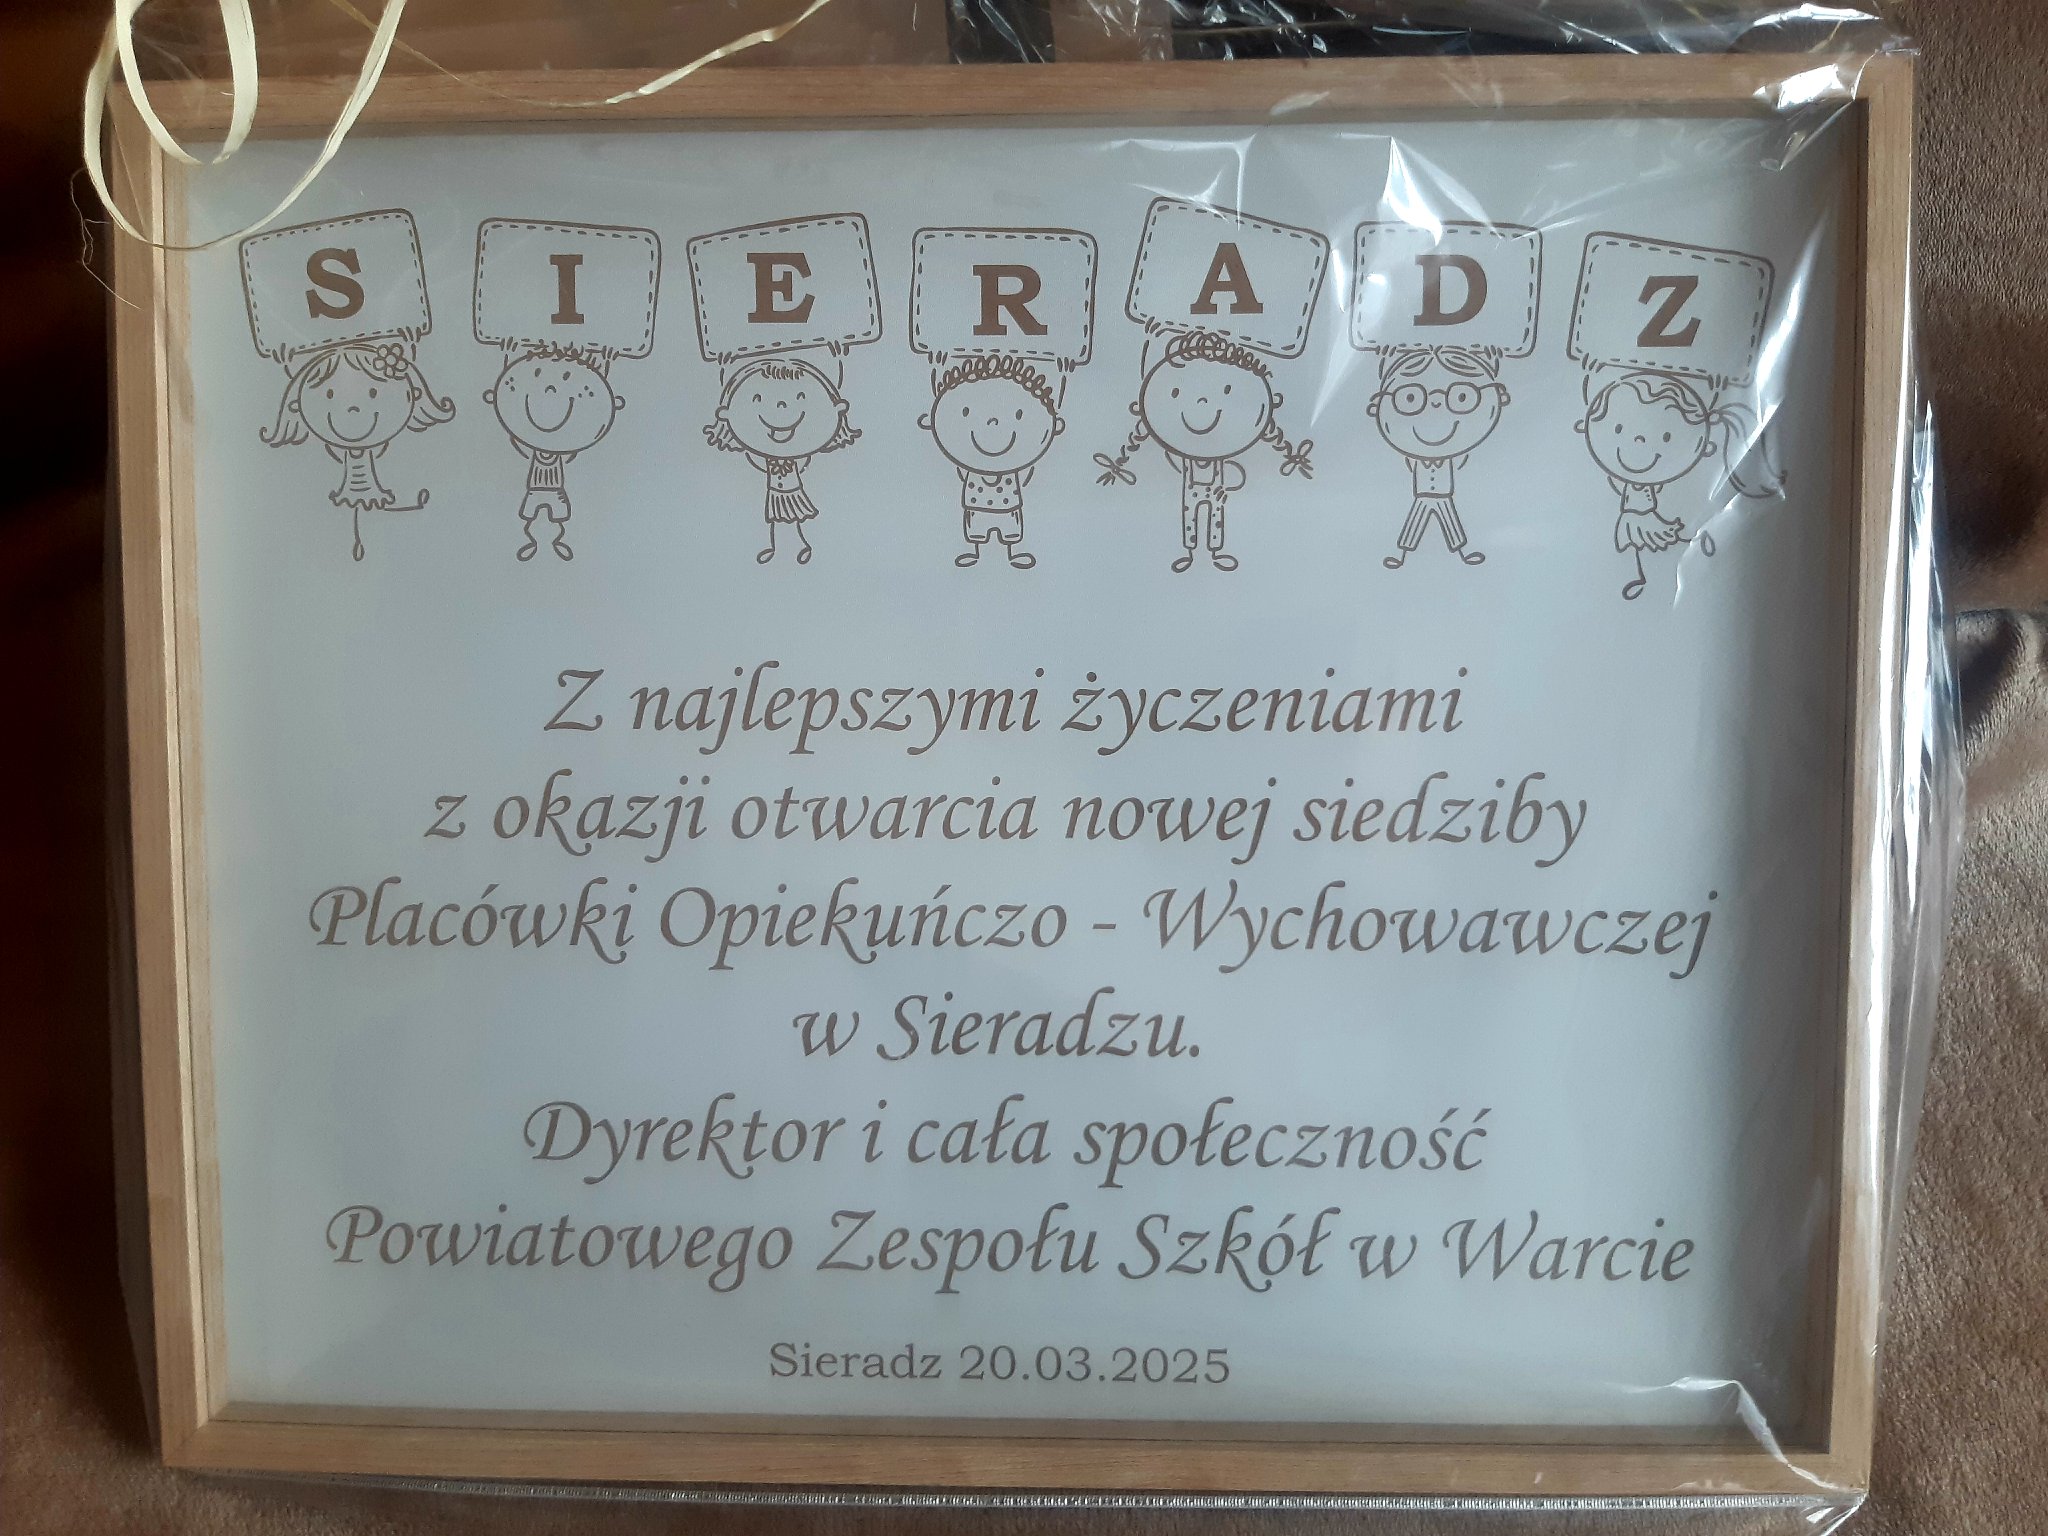 SIERADZ
Z najlepszymi życzeniami
z okazji otwarcia nowej siedziby
Placówki Opiekuńczo - Wychowawczej
w Sieradzu.
Dyrektor i cała społeczność
Powiatowego Zespołu Szkół w Warcie
Sieradz 20.03.2025